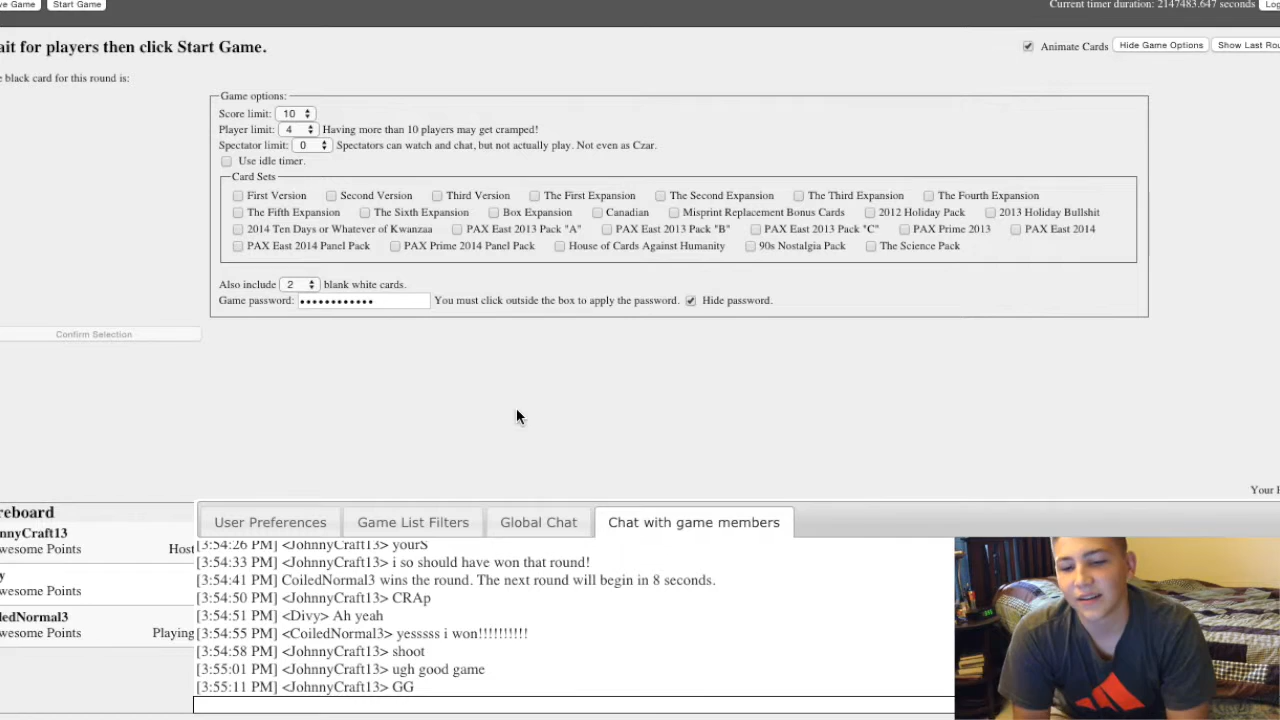 ve Game Start Game Current timer duration: 2147483.647 seconds Log
ait for players then click Start Game. Animate Cards Hide Game Options Show Last Rou
e black card for this round is:
Game options:
Score limit: 10
Player limit: 4 Having more than 10 players may get cramped!
Spectator limit: 0 Spectators can watch and chat, but not actually play. Not even as Czar.
Use idle timer.
Card Sets
First Version Second Version Third Version The First Expansion The Second Expansion The Third Expansion The Fourth Expansion
The Fifth Expansion The Sixth Expansion Box Expansion Canadian Misprint Replacement Bonus Cards 2012 Holiday Pack 2013 Holiday Bullshit
2014 Ten Days or Whatever of Kwanzaa PAX East 2013 Pack "A" PAX East 2013 Pack "B" PAX East 2013 Pack "C" PAX Prime 2013 PAX East 2014
PAX East 2014 Panel Pack PAX Prime 2014 Panel Pack House of Cards Against Humanity 90s Nostalgia Pack The Science Pack
Also include 2 blank white cards.
Game password: •••••••••••• You must click outside the box to apply the password. Hide password.
Confirm Selection
Your H
reboard
nnyCraft13
wesome Points Host
y
wesome Points
ledNormal3
wesome Points Playing
User Preferences Game List Filters Global Chat Chat with game members
[3:54:26 PM] <JohnnyCraft13> yourS
[3:54:33 PM] <JohnnyCraft13> i so should have won that round!
[3:54:41 PM] CoiledNormal3 wins the round. The next round will begin in 8 seconds.
[3:54:50 PM] <JohnnyCraft13> CRAp
[3:54:51 PM] <Divy> Ah yeah
[3:54:55 PM] <CoiledNormal3> yesssss i won!!!!!!!!!!
[3:54:58 PM] <JohnnyCraft13> shoot
[3:55:01 PM] <JohnnyCraft13> ugh good game
[3:55:11 PM] <JohnnyCraft13> GG